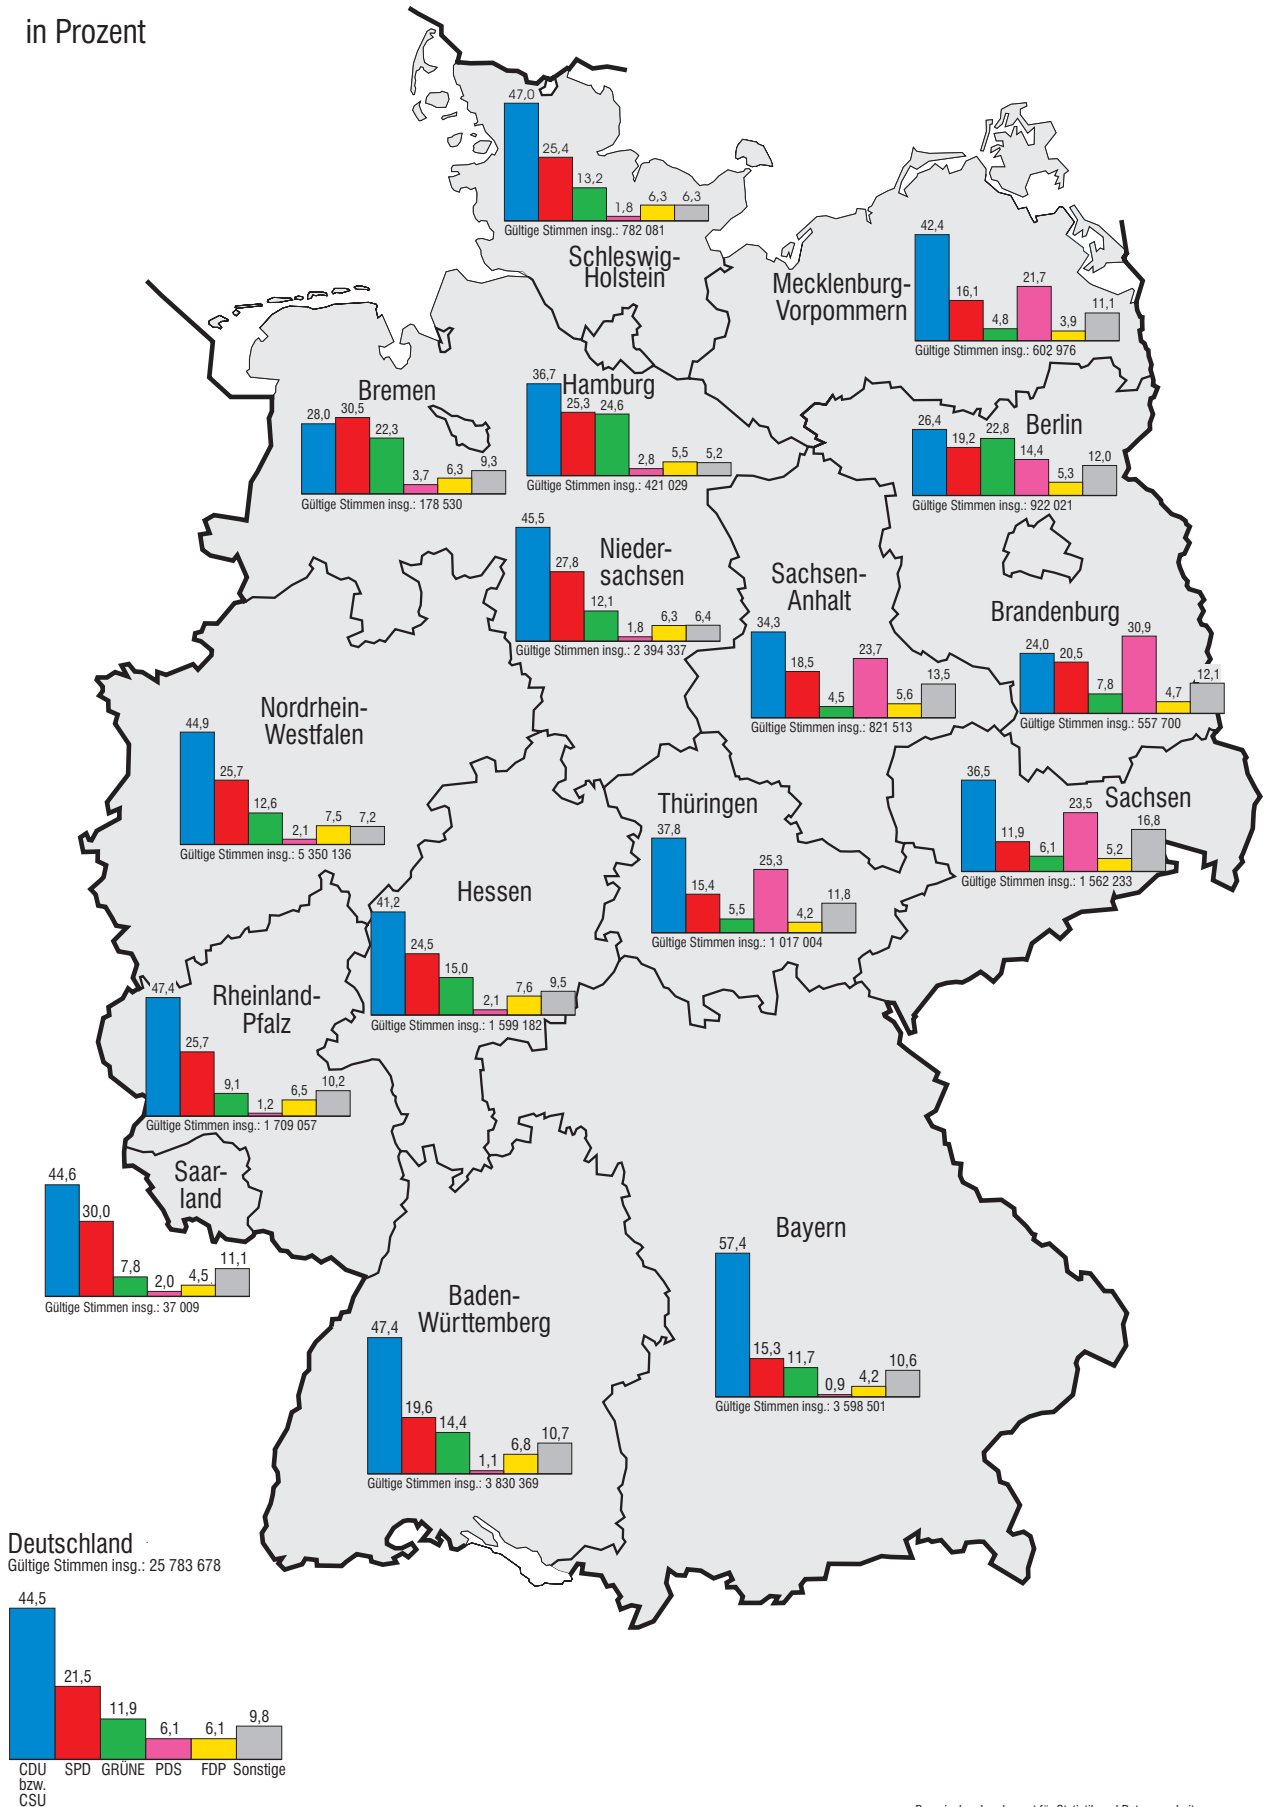 in Prozent
47,0
25,4
13,2
1,8
6,3
6,3
Gültige Stimmen insg.: 782 081
Schleswig-
Holstein
Mecklenburg-
Vorpommern
42,4
16,1
4,8
21,7
3,9
11,1
Gültige Stimmen insg.: 602 976
Bremen
28,0
30,5
22,3
3,7
6,3
9,3
Gültige Stimmen insg.: 178 530
Hamburg
36,7
25,3
24,6
2,8
5,5
5,2
Gültige Stimmen insg.: 421 029
Berlin
26,4
19,2
22,8
14,4
5,3
12,0
Gültige Stimmen insg.: 922 021
Nieder-
sachsen
45,5
27,8
12,1
1,8
6,3
6,4
Gültige Stimmen insg.: 2 394 337
Sachsen-
Anhalt
34,3
18,5
4,5
23,7
5,6
13,5
Gültige Stimmen insg.: 821 513
Brandenburg
24,0
20,5
7,8
30,9
4,7
12,1
Gültige Stimmen insg.: 557 700
Nordrhein-
Westfalen
44,9
25,7
12,6
2,1
7,5
7,2
Gültige Stimmen insg.: 5 350 136
Thüringen
37,8
15,4
5,5
25,3
4,2
11,8
Gültige Stimmen insg.: 1 017 004
Sachsen
36,5
11,9
6,1
23,5
5,2
16,8
Gültige Stimmen insg.: 1 562 233
Hessen
41,2
24,5
15,0
2,1
7,6
9,5
Gültige Stimmen insg.: 1 599 182
Rheinland-
Pfalz
47,4
25,7
9,1
1,2
6,5
10,2
Gültige Stimmen insg.: 1 709 057
Saar-
land
44,6
30,0
7,8
2,0
4,5
11,1
Gültige Stimmen insg.: 37 009
Bayern
57,4
15,3
11,7
0,9
4,2
10,6
Gültige Stimmen insg.: 3 598 501
Baden-
Württemberg
47,4
19,6
14,4
1,1
6,8
10,7
Gültige Stimmen insg.: 3 830 369
Deutschland
Gültige Stimmen insg.: 25 783 678
44,5
21,5
11,9
6,1
6,1
9,8
CDU SPD GRÜNE PDS FDP Sonstige
bzw.
CSU